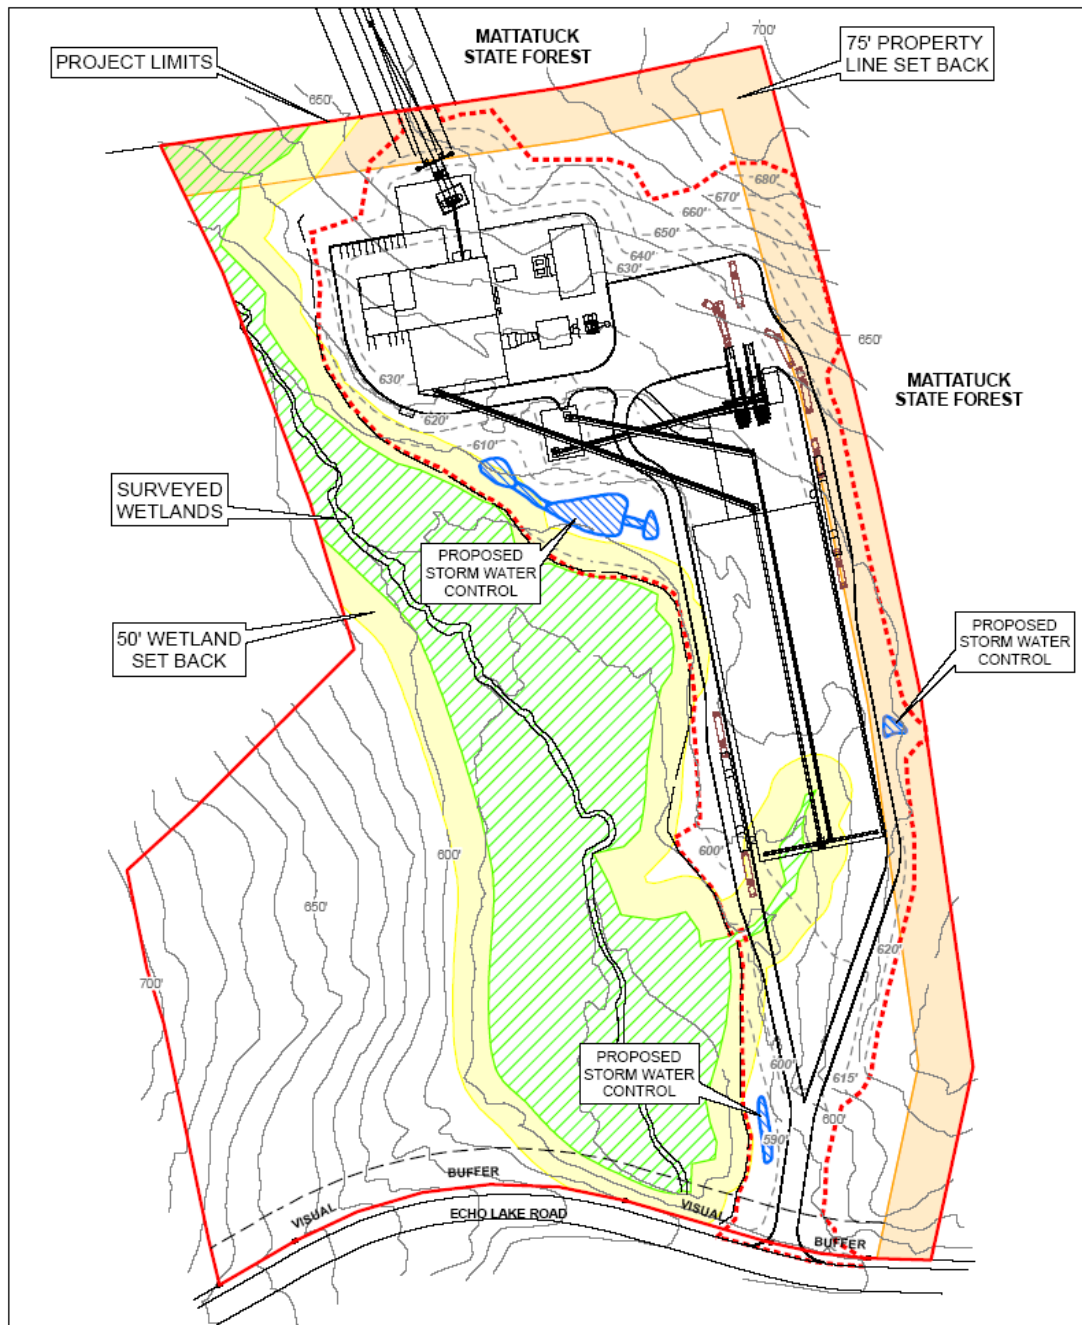 MATTATUCK
STATE FOREST
700'
75' PROPERTY
LINE SET BACK
PROJECT LIMITS
650'
680'
670'
660'
650'
640'
630'
650'
MATTATUCK
STATE FOREST
630'
620'
610'
SURVEYED
WETLANDS
PROPOSED
STORM WATER
CONTROL
50' WETLAND
SET BACK
PROPOSED
STORM WATER
CONTROL
600'
600'
650'
620'
700'
PROPOSED
STORM WATER
CONTROL
600'
615'
600'
590'
BUFFER
VISUAL
VISUAL
ECHO LAKE ROAD
BUFFER